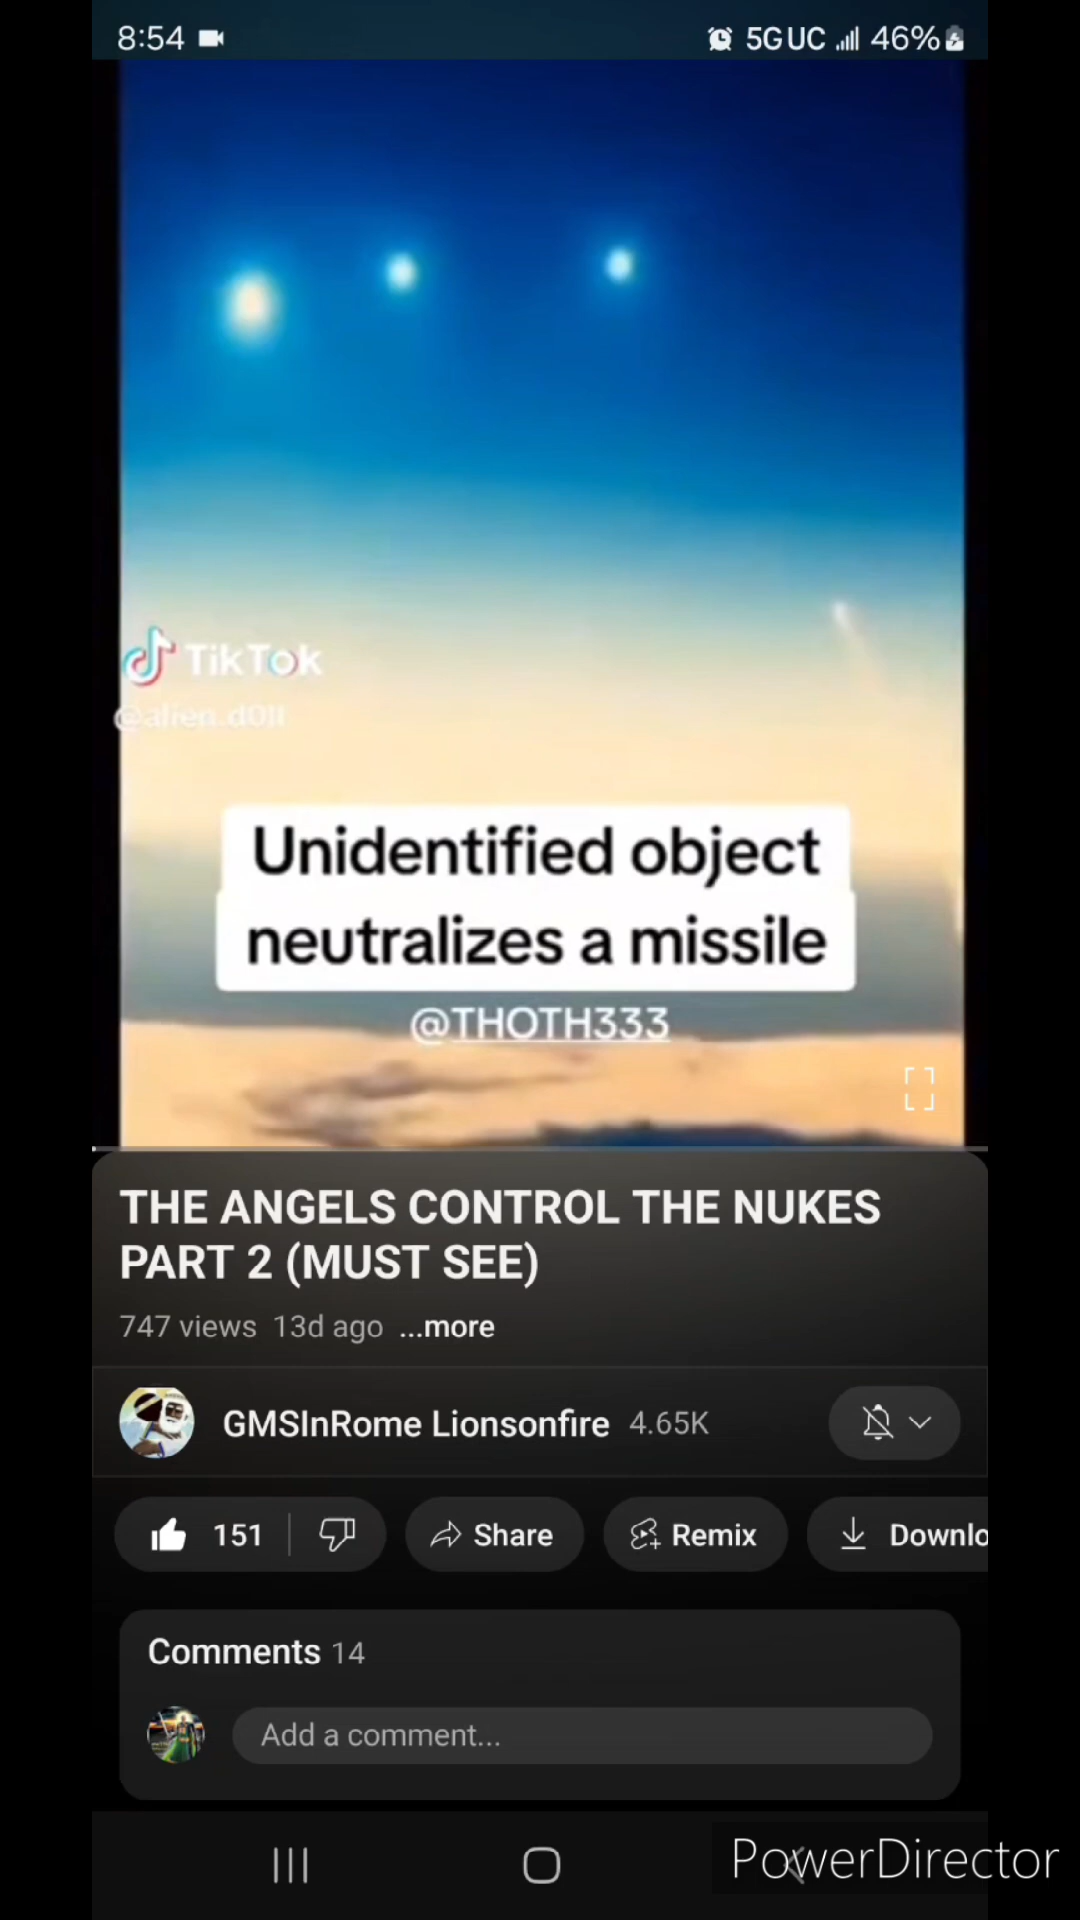 8:54 5G UC 46%
TikTok
@alien.d0ll
Unidentified object
neutralizes a missile
@THOTH333
THE ANGELS CONTROL THE NUKES
PART 2 (MUST SEE)
747 views 13d ago ...more
GMSInRome Lionsonfire 4.65K
151 Share Remix Downlo
Comments 14
Add a comment...
PowerDirector